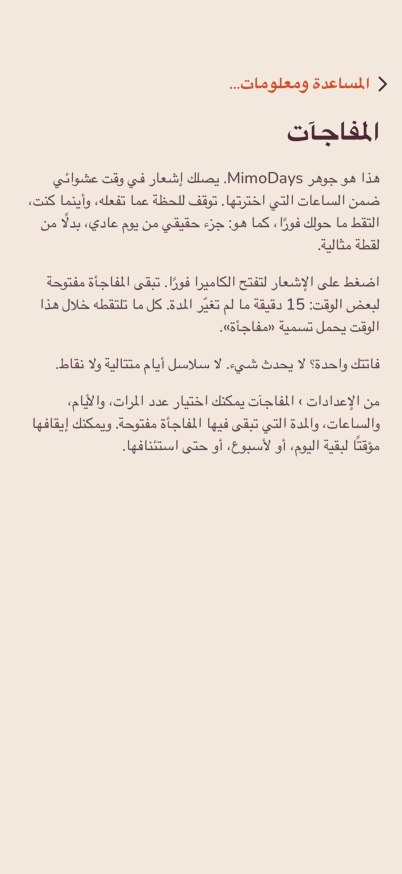 المساعدة ومعلومات...
المفاجآت
هذا هو جوهر MimoDays. يصلك إشعار في وقت عشوائي
ضمن الساعات التي اخترتها. توقف للحظة عما تفعله، وأينما كنت،
التقط ما حولك فورًا، كما هو: جزء حقيقي من يوم عادي، بدلًا من
لقطة مثالية.
اضغط على الإشعار لتفتح الكاميرا فورًا. تبقى المفاجأة مفتوحة
لبعض الوقت: 15 دقيقة ما لم تغيّر المدة. كل ما تلتقطه خلال هذا
الوقت يحمل تسمية «مفاجأة».
فاتتك واحدة؟ لا يحدث شيء. لا سلاسل أيام متتالية ولا نقاط.
من الإعدادات › المفاجآت يمكنك اختيار عدد المرات، والأيام،
والساعات، والمدة التي تبقى فيها المفاجأة مفتوحة. ويمكنك إيقافها
مؤقتًا لبقية اليوم، أو لأسبوع، أو حتى استئنافها.